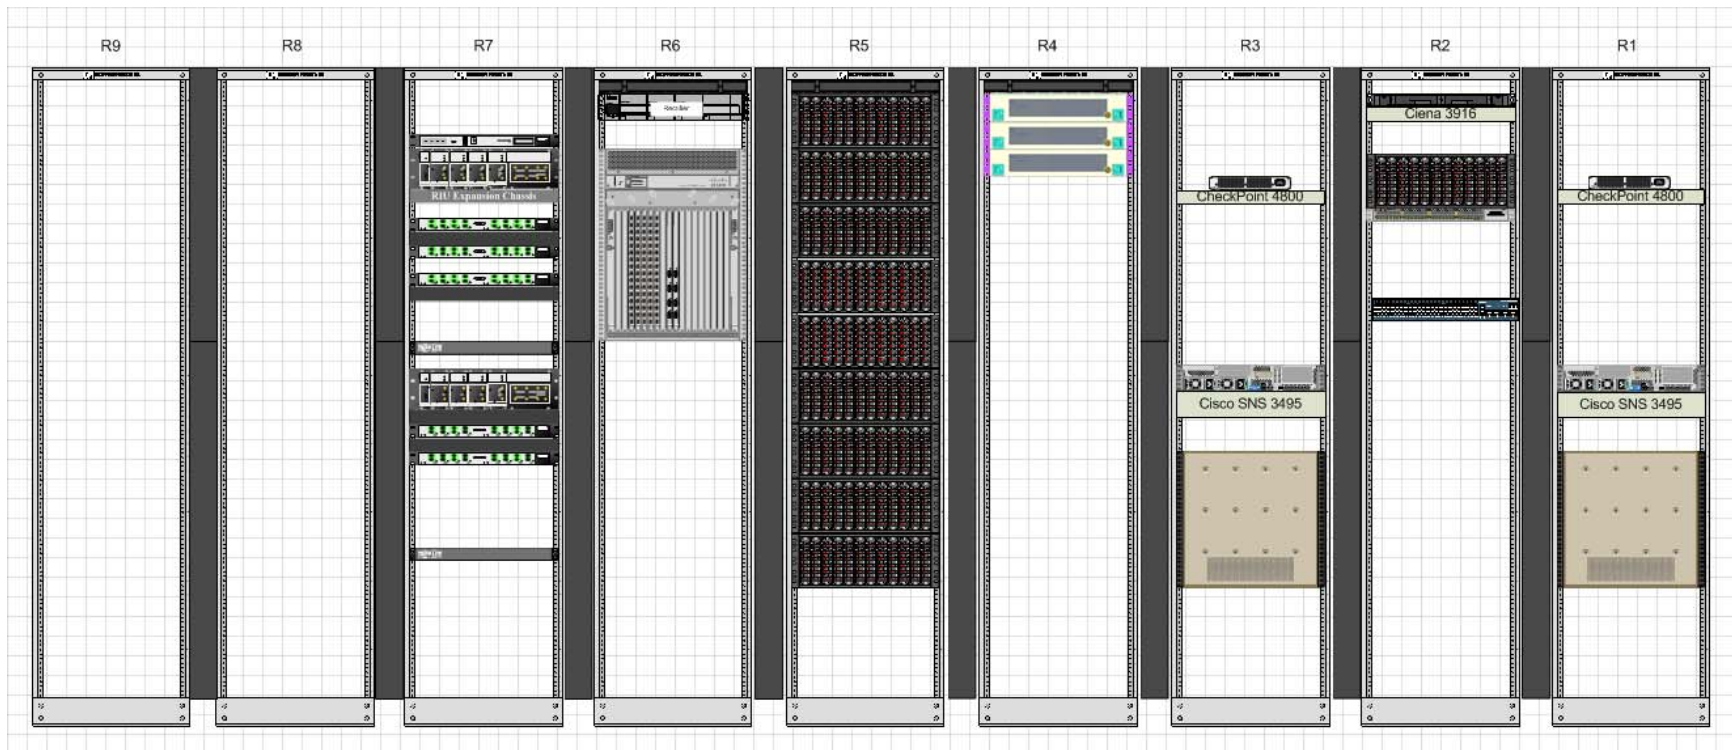 R9
R8
R7
R6
R5
R4
R3
R2
R1
Rectifier
Ciena 3916
RIU Expansion Chassis
CheckPoint 4800
CheckPoint 4800
Cisco SNS 3495
Cisco SNS 3495